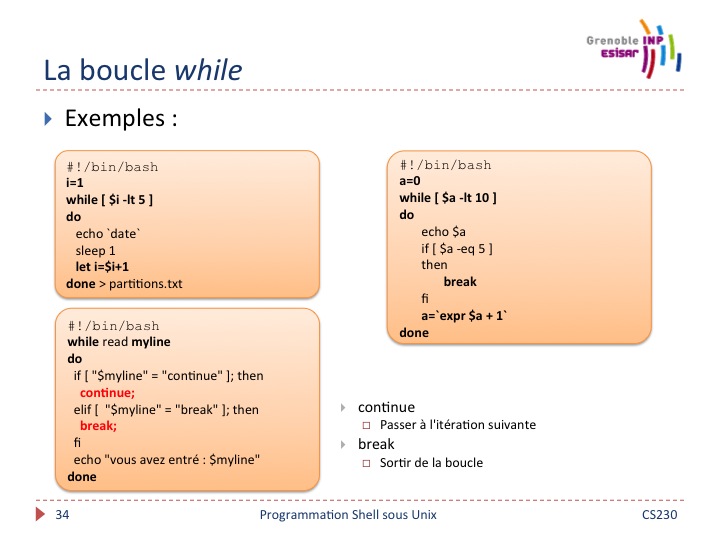 Grenoble INP
ESISAR
La boucle while
Exemples :
#!/bin/bash
i=1
while [ $i -lt 5 ]
do
echo `date`
sleep 1
let i=$i+1
done > partitions.txt
#!/bin/bash
while read myline
do
if [ "$myline" = "continue" ]; then
continue;
elif [  "$myline" = "break" ]; then
break;
fi
echo "vous avez entré : $myline"
done
#!/bin/bash
a=0
while [ $a -lt 10 ]
do
echo $a
if [ $a -eq 5 ]
then
break
fi
a=`expr $a + 1`
done
continue
Passer à l'itération suivante
break
Sortir de la boucle
34 Programmation Shell sous Unix CS230